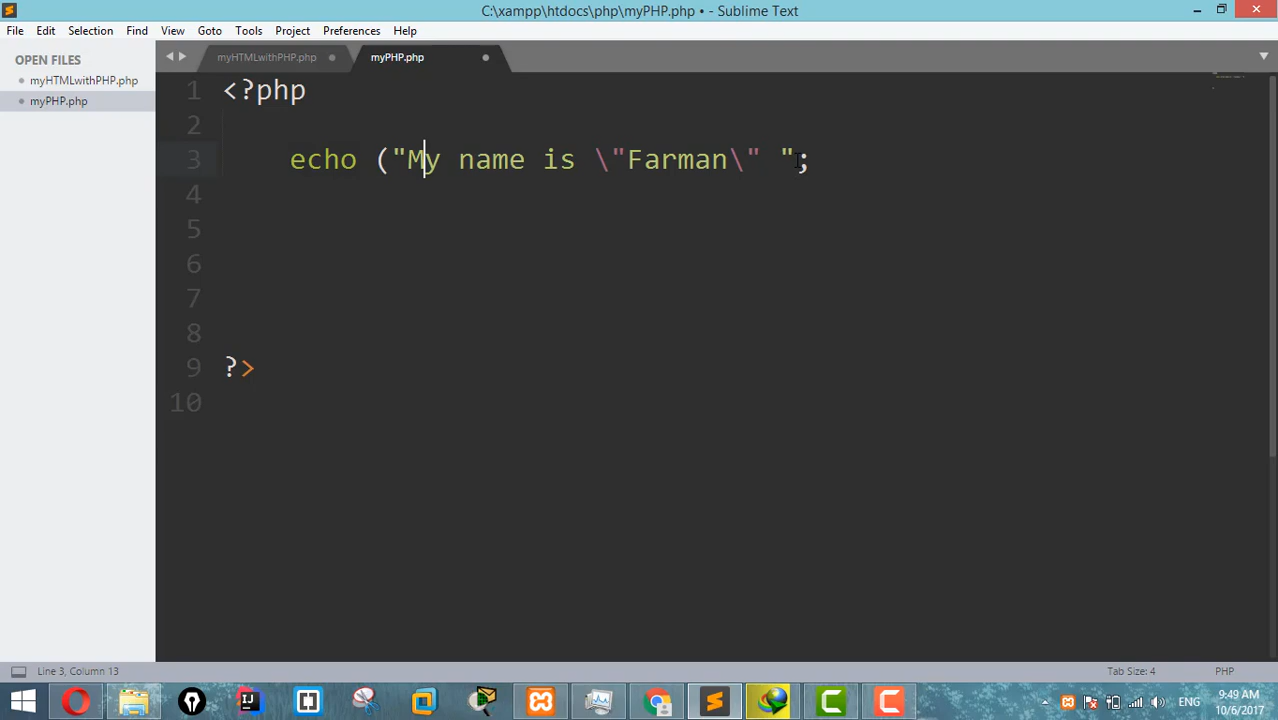 C:\xampp\htdocs\php\myPHP.php • - Sublime Text
File Edit Selection Find View Goto Tools Project Preferences Help
OPEN FILES
myHTMLwithPHP.php
myPHP.php
myHTMLwithPHP.php myPHP.php
1 <?php
2
3 echo ("My name is \"Farman\" ";
4
5
6
7
8
9 ?>
10
Line 3, Column 13 Tab Size: 4 PHP
ENG 9:49 AM
10/6/2017